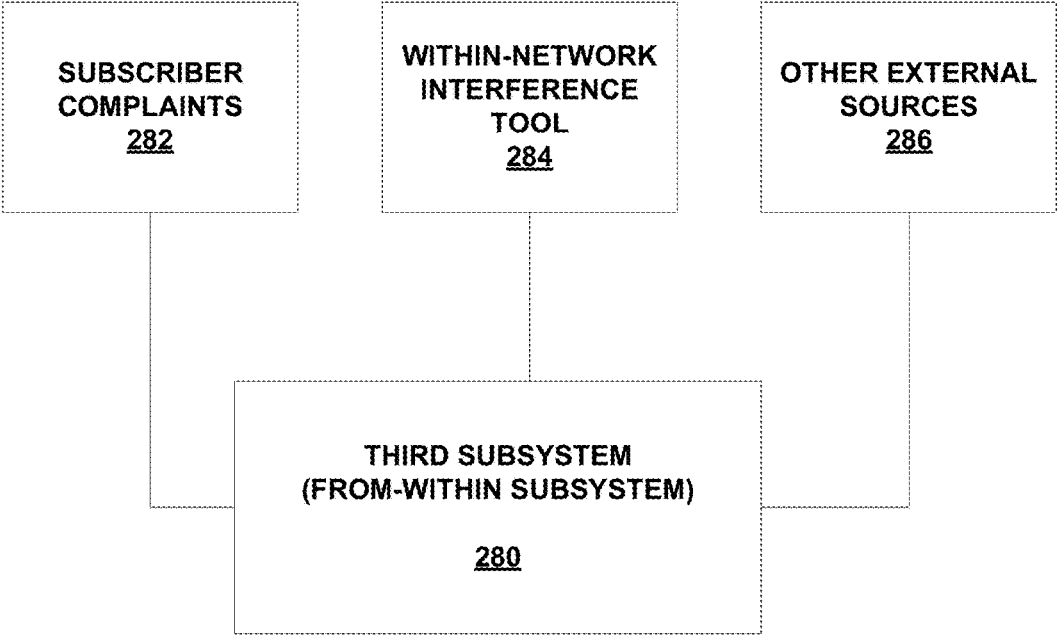 SUBSCRIBER
COMPLAINTS
282
WITHIN-NETWORK
INTERFERENCE
TOOL
284
OTHER EXTERNAL
SOURCES
286
THIRD SUBSYSTEM
(FROM-WITHIN SUBSYSTEM)
280